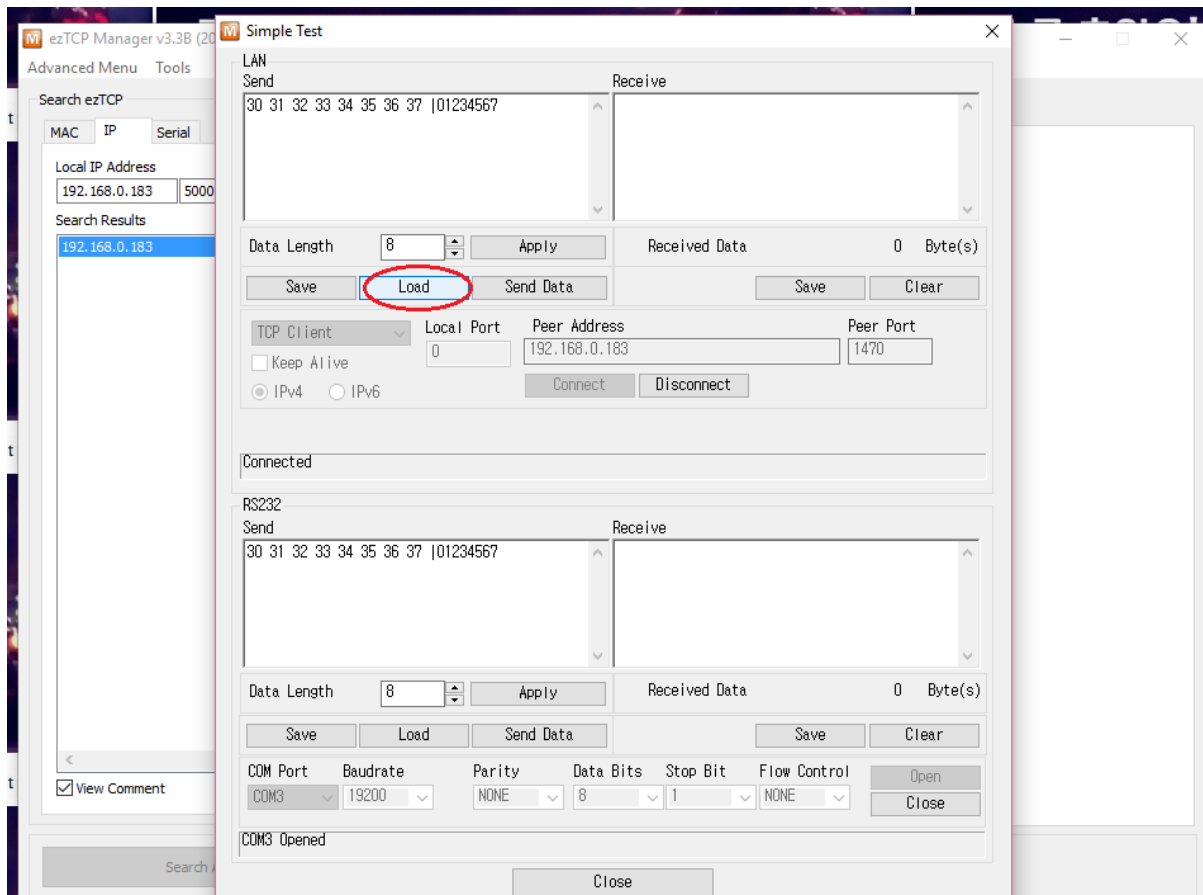 ezTCP Manager v3.3B (20
Advanced Menu Tools
Search ezTCP
MAC IP Serial
Local IP Address
192.168.0.183 5000
Search Results
192.168.0.183
View Comment
Search
Simple Test
LAN
Send Receive
30 31 32 33 34 35 36 37 |01234567
Data Length 8 Apply Received Data 0 Byte(s)
Save Load Send Data Save Clear
TCP Client Local Port Peer Address Peer Port
0 192.168.0.183 1470
Keep Alive
IPv4 IPv6 Connect Disconnect
Connected
RS232
Send Receive
30 31 32 33 34 35 36 37 |01234567
Data Length 8 Apply Received Data 0 Byte(s)
Save Load Send Data Save Clear
COM Port Baudrate Parity Data Bits Stop Bit Flow Control Open
COM3 19200 NONE 8 1 NONE Close
COM3 Opened
Close